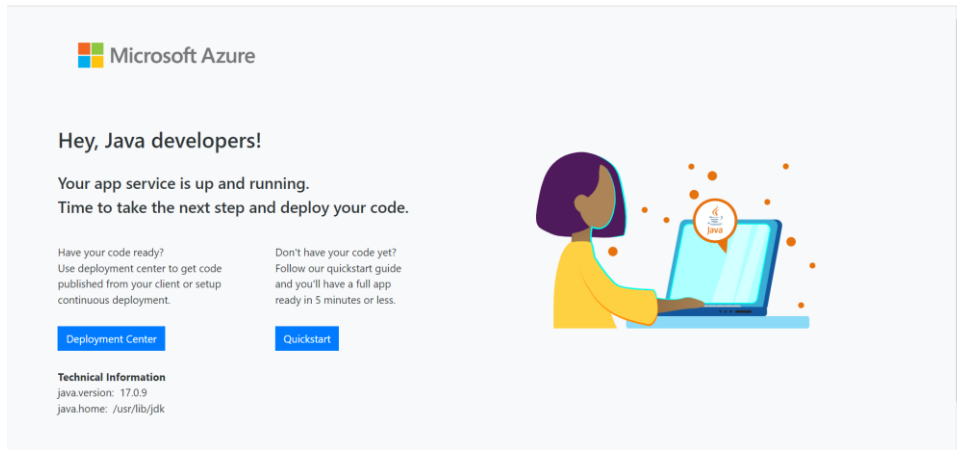 Microsoft Azure
Hey, Java developers!
Your app service is up and running.
Time to take the next step and deploy your code.
Have your code ready?
Use deployment center to get code
published from your client or setup
continuous deployment.
Deployment Center
Don't have your code yet?
Follow our quickstart guide
and you'll have a full app
ready in 5 minutes or less.
Quickstart
Technical Information
java.version: 17.0.9
java.home: /usr/lib/jdk
Java